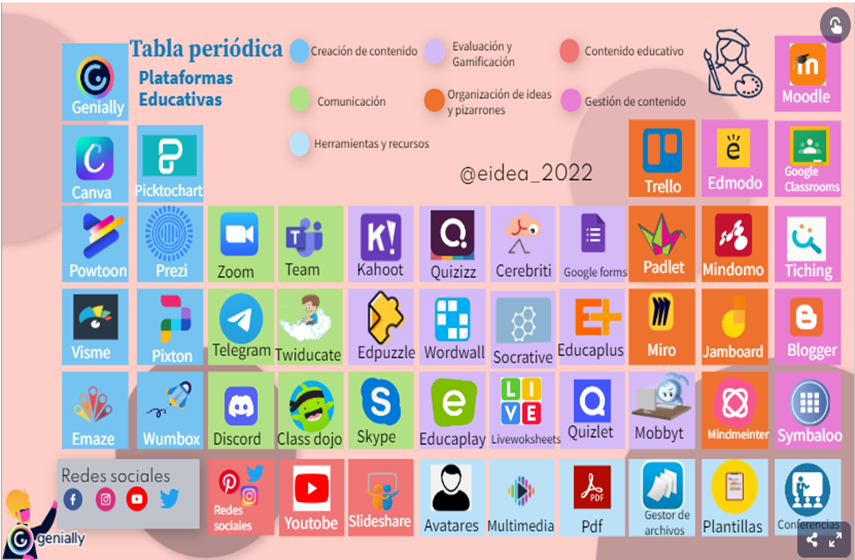 Tabla periódica
Plataformas
Educativas
Creación de contenido
Evaluación y
Gamificación
Contenido educativo
Comunicación
Organización de ideas
y pizarrones
Gestión de contenido
Herramientas y recursos
@eidea_2022
Genially
Moodle
Canva
Picktochart
Trello
Edmodo
Google
Classrooms
Powtoon
Prezi
Zoom
Team
Kahoot
Quizizz
Cerebriti
Google forms
Padlet
Mindomo
Tiching
Visme
Pixton
Telegram
Twiducate
Edpuzzle
Wordwall
Socrative
Educaplus
Miro
Jamboard
Blogger
Emaze
Wumbox
Discord
Class dojo
Skype
Educaplay
LIVE
Livewoksheets
Quizlet
Mobbyt
Mindmeinter
Symbaloo
Redes sociales
Redes
sociales
Youtube
Slideshare
Avatares
Multimedia
PDF
Pdf
Gestor de
archivos
Plantillas
Conferencias
genially